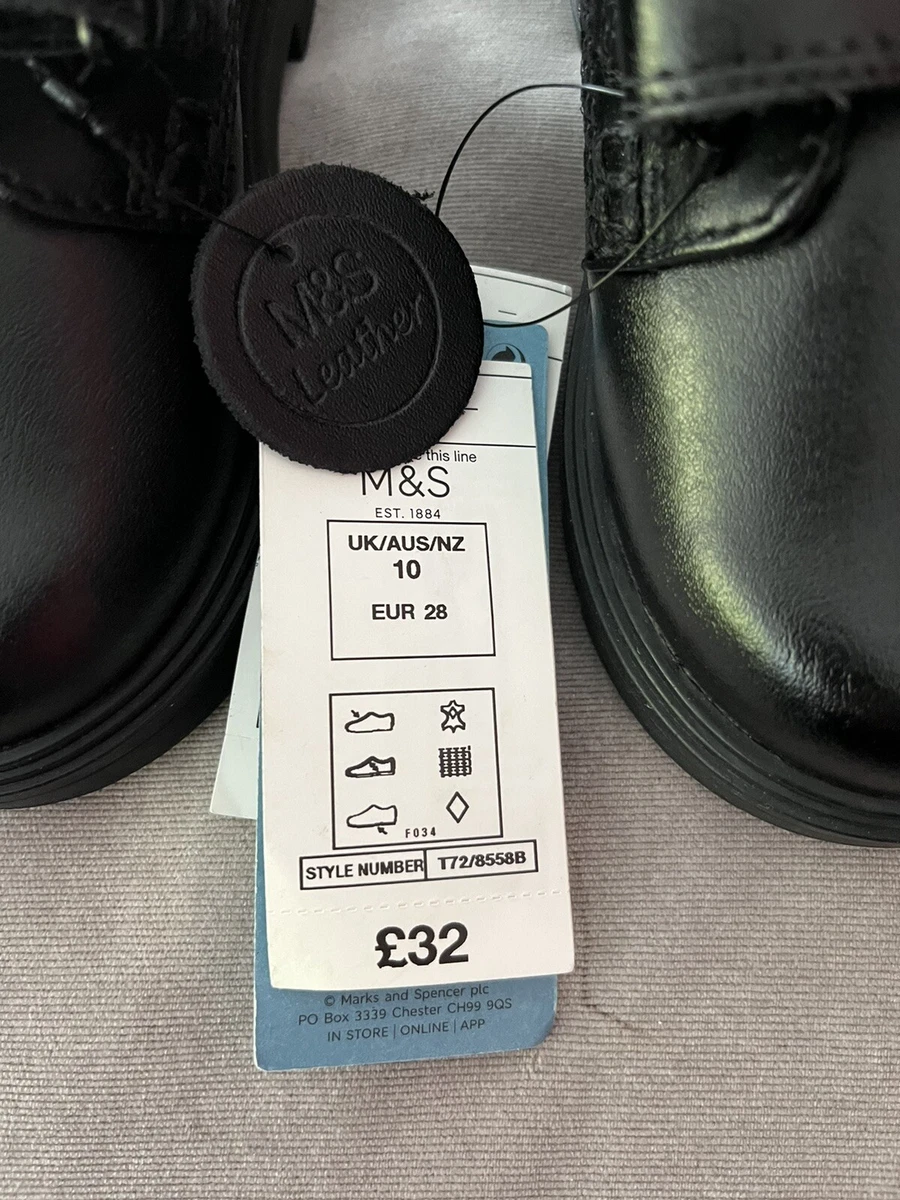 M&S
Leather
this line
M&S
EST. 1884
UK/AUS/NZ
10
EUR 28
F034
STYLE NUMBER T72/8558B
£32
© Marks and Spencer plc
PO Box 3339 Chester CH99 9QS
IN STORE | ONLINE | APP